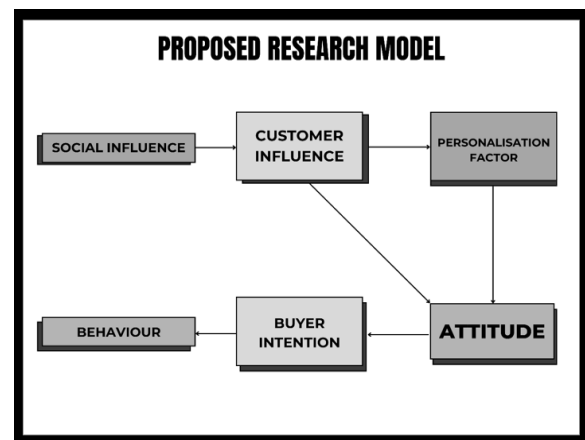 PROPOSED RESEARCH MODEL
SOCIAL INFLUENCE
CUSTOMER
INFLUENCE
PERSONALISATION
FACTOR
BEHAVIOUR
BUYER
INTENTION
ATTITUDE